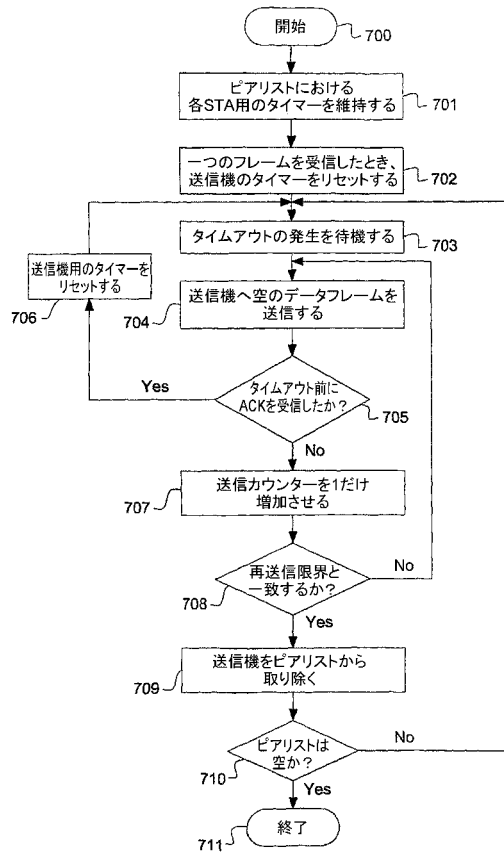 開始
700
ピアリストにおける
各STA用のタイマーを維持する
701
一つのフレームを受信したとき、
送信機のタイマーをリセットする
702
タイムアウトの発生を待機する
703
送信機用のタイマーを
リセットする
706
送信機へ空のデータフレームを
送信する
704
Yes
タイムアウト前に
ACKを受信したか？
705
No
送信カウンターを1だけ
増加させる
707
再送信限界と
一致するか？
708
No
Yes
送信機をピアリストから
取り除く
709
ピアリストは
空か？
710
No
Yes
終了
711